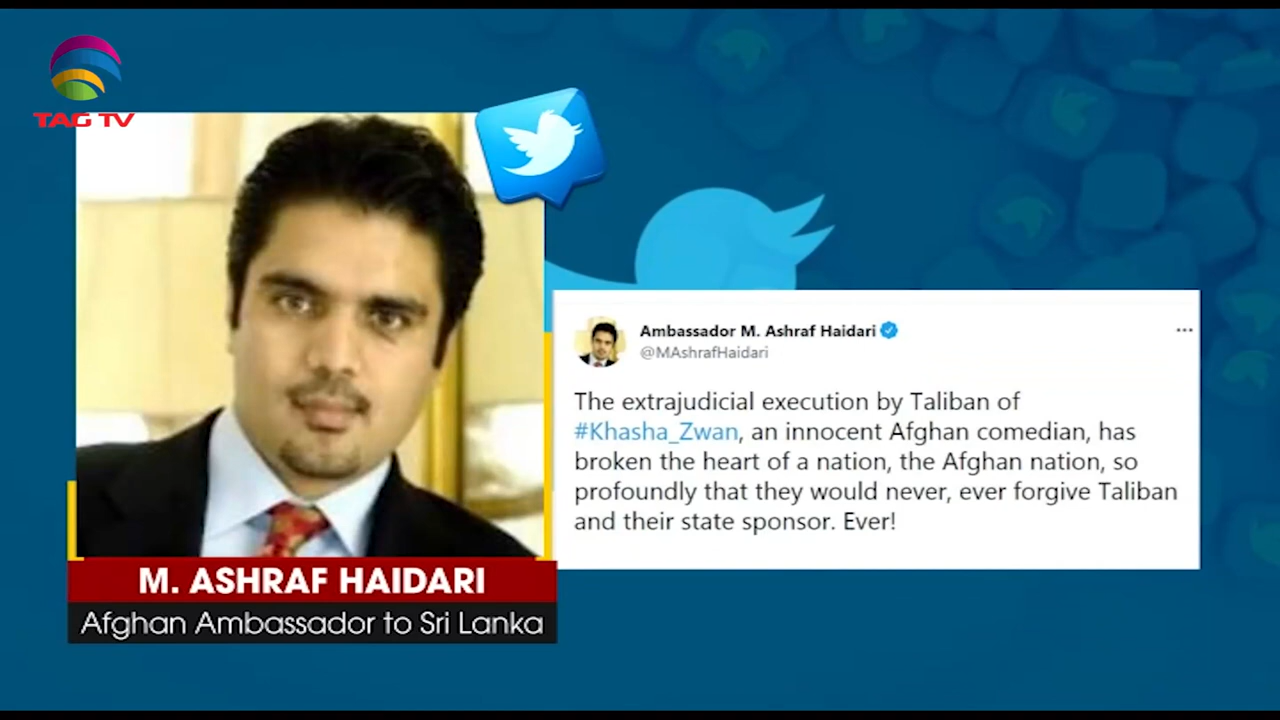 TAG TV
Ambassador M. Ashraf Haidari
@MAshrafHaidari
The extrajudicial execution by Taliban of
#Khasha_Zwan, an innocent Afghan comedian, has
broken the heart of a nation, the Afghan nation, so
profoundly that they would never, ever forgive Taliban
and their state sponsor. Ever!
M. ASHRAF HAIDARI
Afghan Ambassador to Sri Lanka